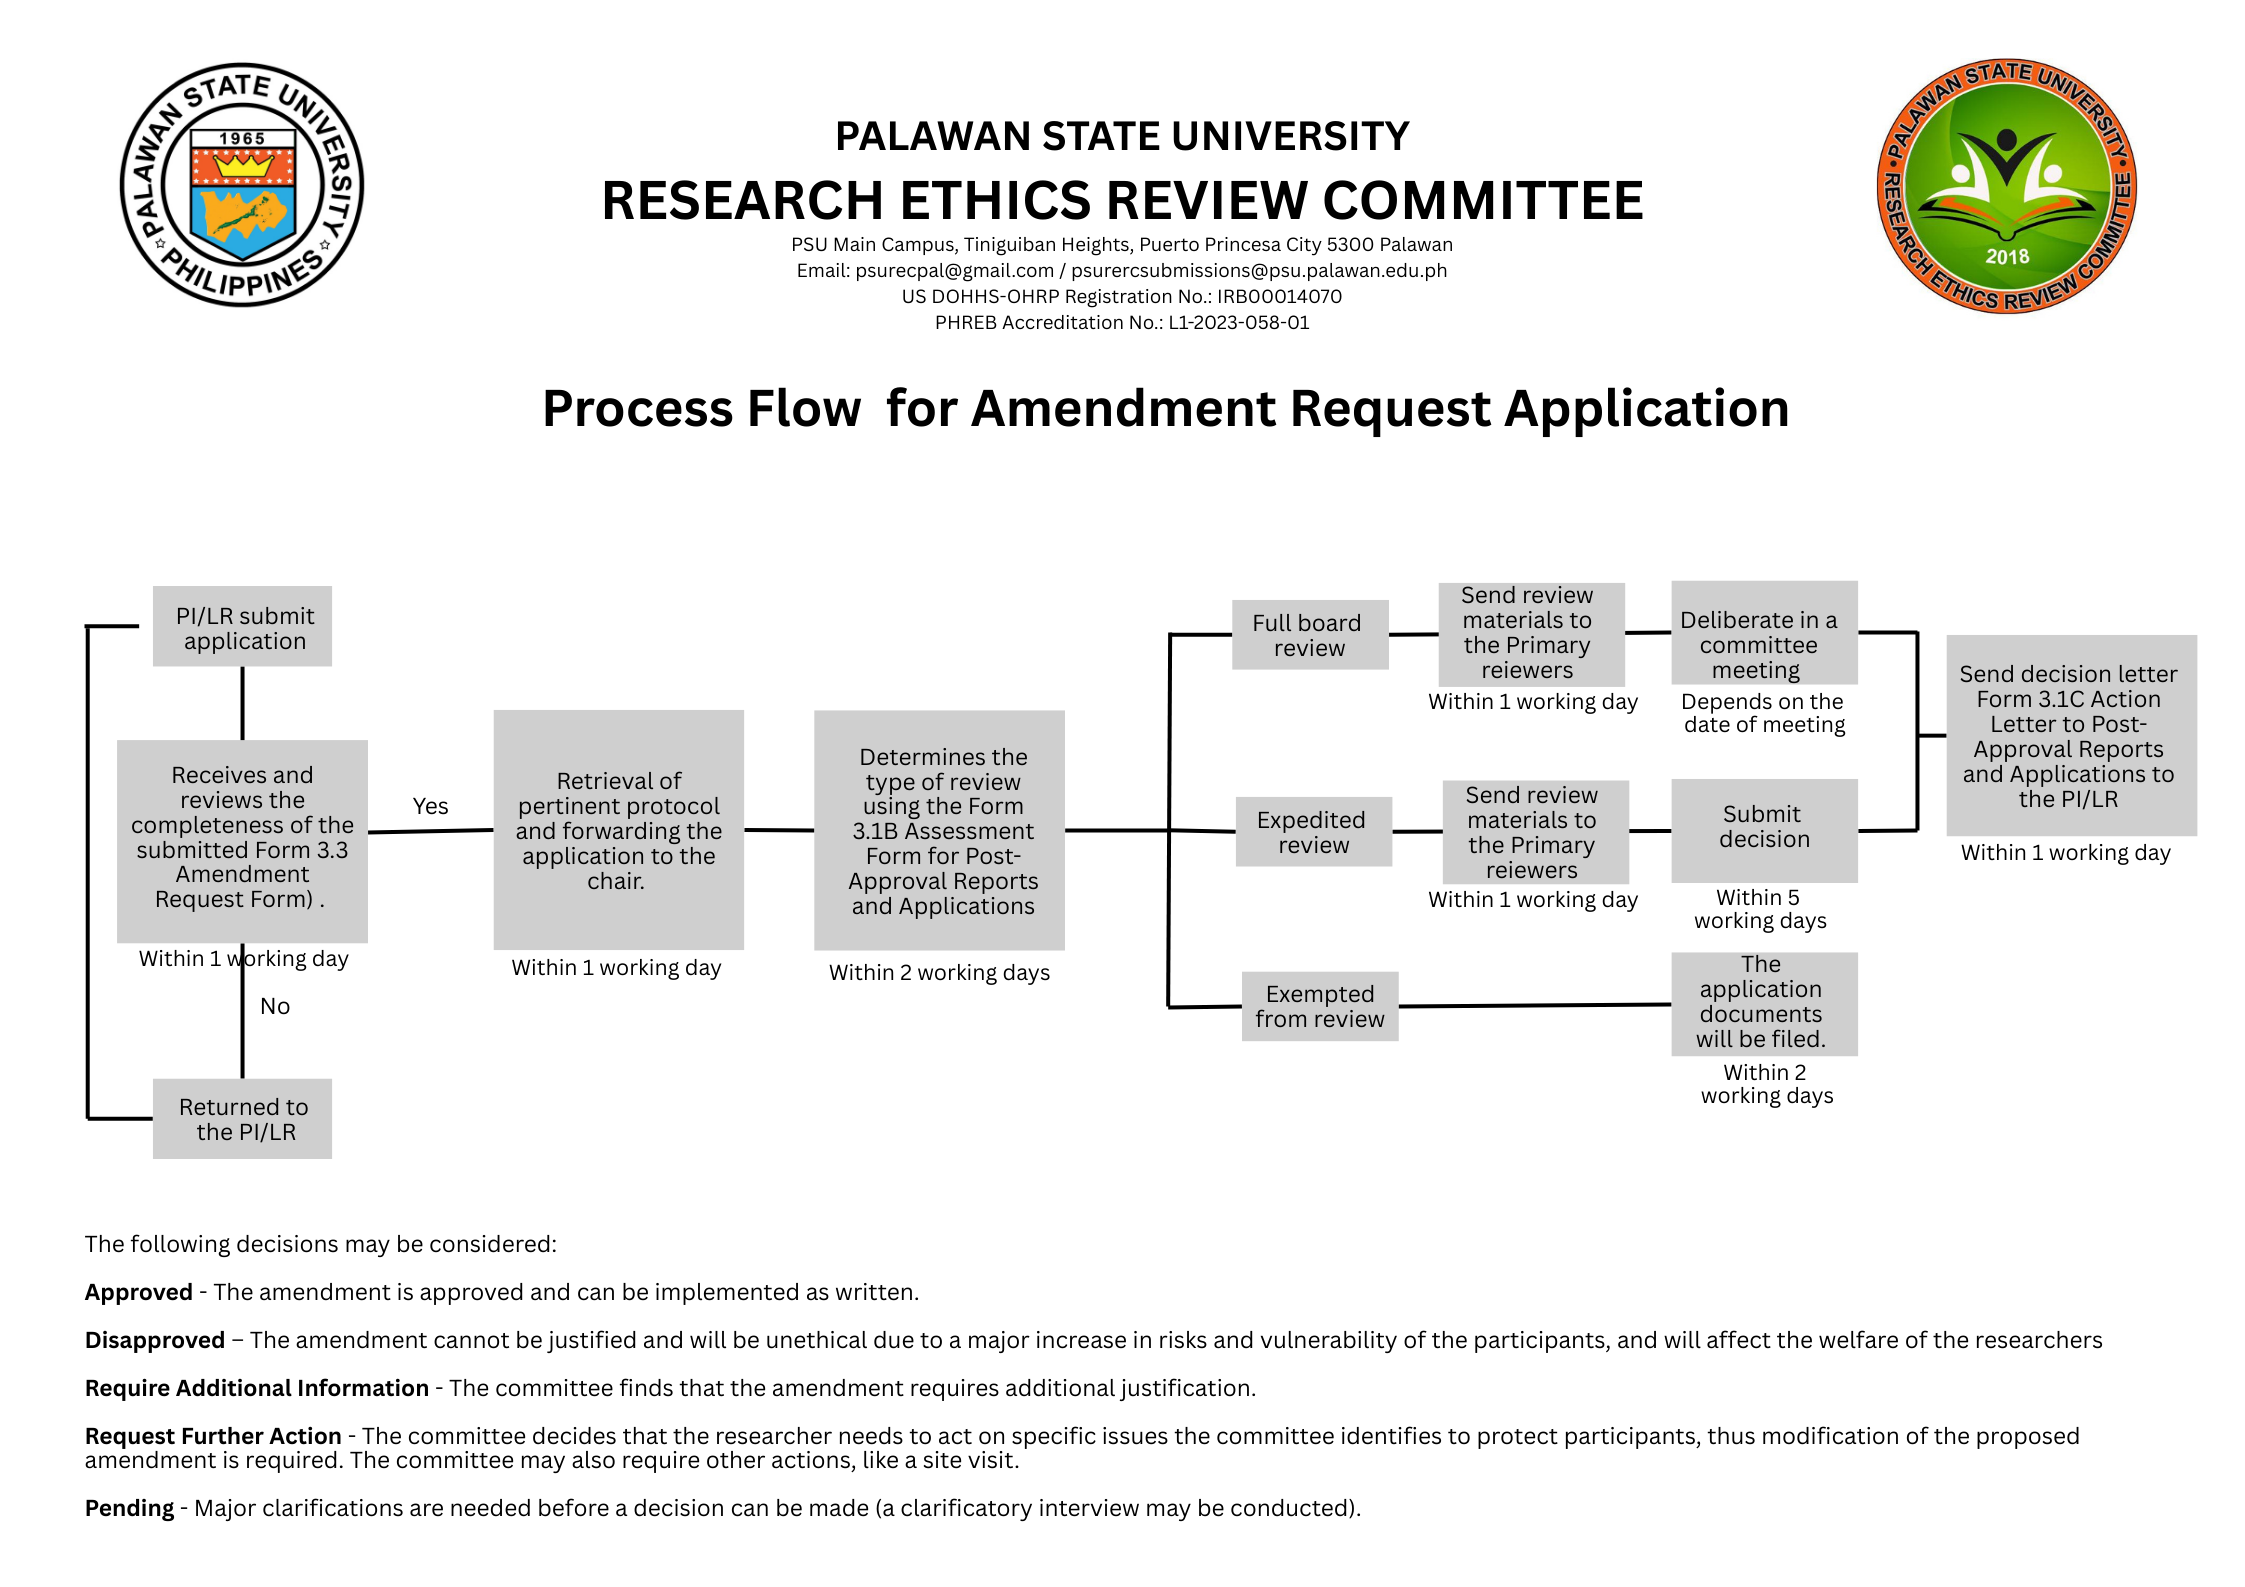 PALAWAN STATE UNIVERSITY
1965
PHILIPPINES
PALAWAN STATE UNIVERSITY
RESEARCH ETHICS REVIEW COMMITTEE
PSU Main Campus, Tiniguiban Heights, Puerto Princesa City 5300 Palawan
Email: psurecpal@gmail.com / psurercsubmissions@psu.palawan.edu.ph
US DOHHS-OHRP Registration No.: IRB00014070
PHREB Accreditation No.: L1-2023-058-01
PALAWAN STATE UNIVERSITY
2018
RESEARCH ETHICS REVIEW COMMITTEE
Process Flow  for Amendment Request Application
PI/LR submit
application
Receives and
reviews the
completeness of the
submitted Form 3.3
Amendment
Request Form) .
Within 1 working day
Yes
No
Returned to
the PI/LR
Retrieval of
pertinent protocol
and forwarding the
application to the
chair.
Within 1 working day
Determines the
type of review
using the Form
3.1B Assessment
Form for Post-
Approval Reports
and Applications
Within 2 working days
Full board
review
Send review
materials to
the Primary
reiewers
Within 1 working day
Deliberate in a
committee
meeting
Depends on the
date of meeting
Expedited
review
Send review
materials to
the Primary
reiewers
Within 1 working day
Submit
decision
Within 5
working days
Exempted
from review
The
application
documents
will be filed.
Within 2
working days
Send decision letter
Form 3.1C Action
Letter to Post-
Approval Reports
and Applications to
the PI/LR
Within 1 working day
The following decisions may be considered:
Approved - The amendment is approved and can be implemented as written.
Disapproved – The amendment cannot be justified and will be unethical due to a major increase in risks and vulnerability of the participants, and will affect the welfare of the researchers
Require Additional Information - The committee finds that the amendment requires additional justification.
Request Further Action - The committee decides that the researcher needs to act on specific issues the committee identifies to protect participants, thus modification of the proposed
amendment is required. The committee may also require other actions, like a site visit.
Pending - Major clarifications are needed before a decision can be made (a clarificatory interview may be conducted).